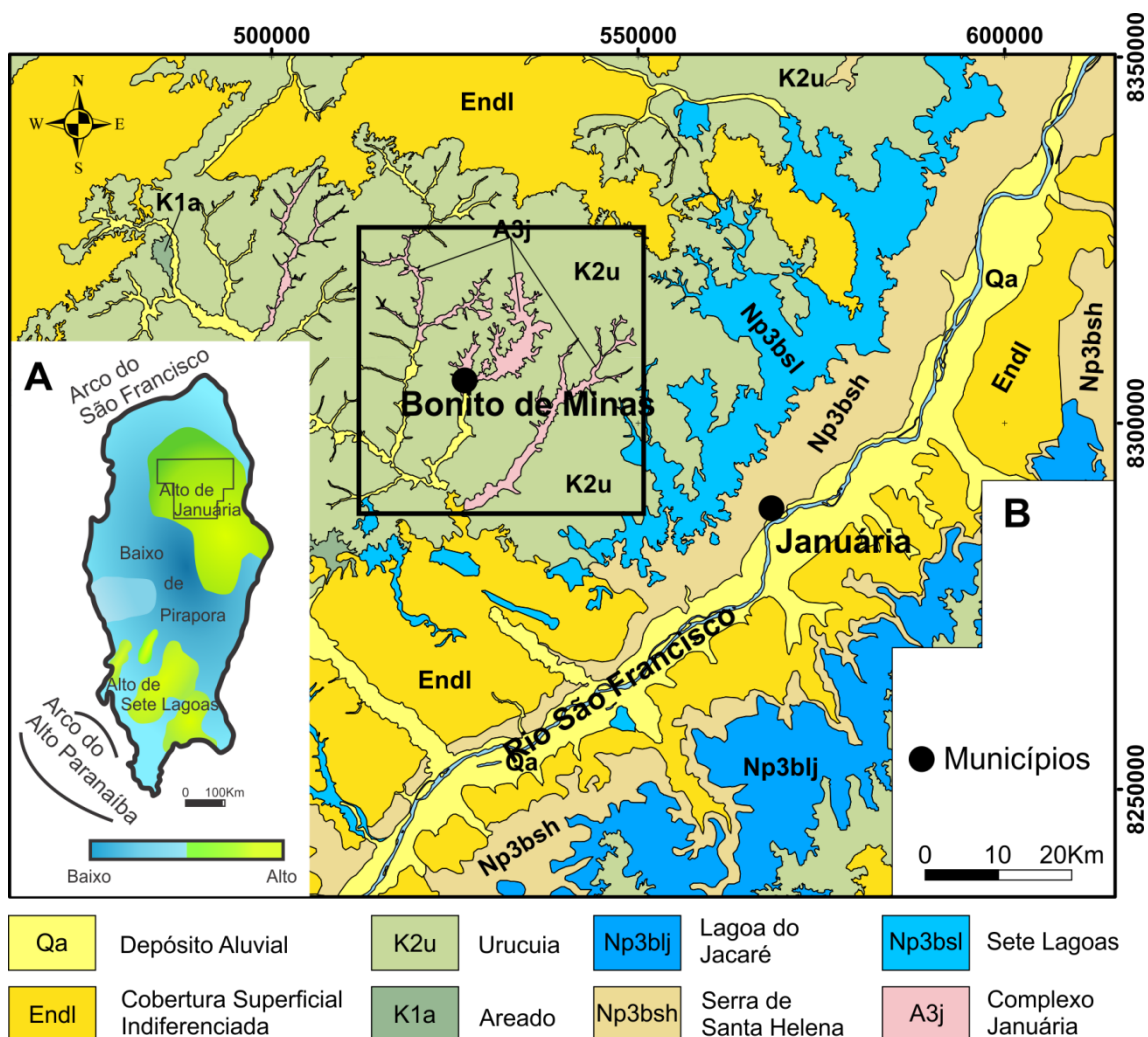 500000
550000
600000
8350000
8300000
8250000
N
W
E
S
Endl
K2u
K1a
A3j
K2u
Np3bsl
Qa
Endl
Np3bsh
Np3bsh
Bonito de Minas
K2u
Januária
Rio São Francisco
Endl
Qa
Np3blj
Np3bsh
A
Arco do
São Francisco
Alto de
Januária
Baixo
de
Pirapora
Alto de
Sete Lagoas
Arco do
Alto Paranaíba
0 100Km
Baixo
Alto
B
Municípios
0 10 20Km
Qa
Depósito Aluvial
K2u
Urucuia
Np3blj
Lagoa do
Jacaré
Np3bsl
Sete Lagoas
Endl
Cobertura Superficial
Indiferenciada
K1a
Areado
Np3bsh
Serra de
Santa Helena
A3j
Complexo
Januária